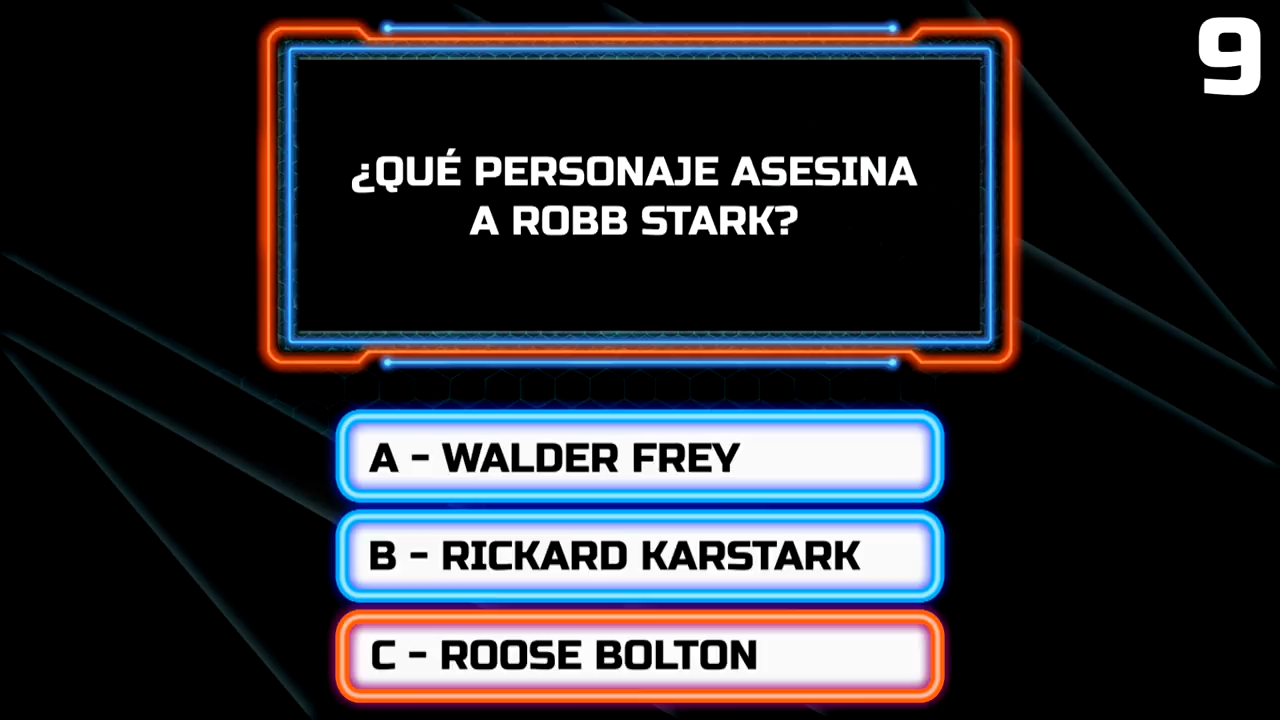 9
¿QUÉ PERSONAJE ASESINA
A ROBB STARK?
A - WALDER FREY
B - RICKARD KARSTARK
C - ROOSE BOLTON